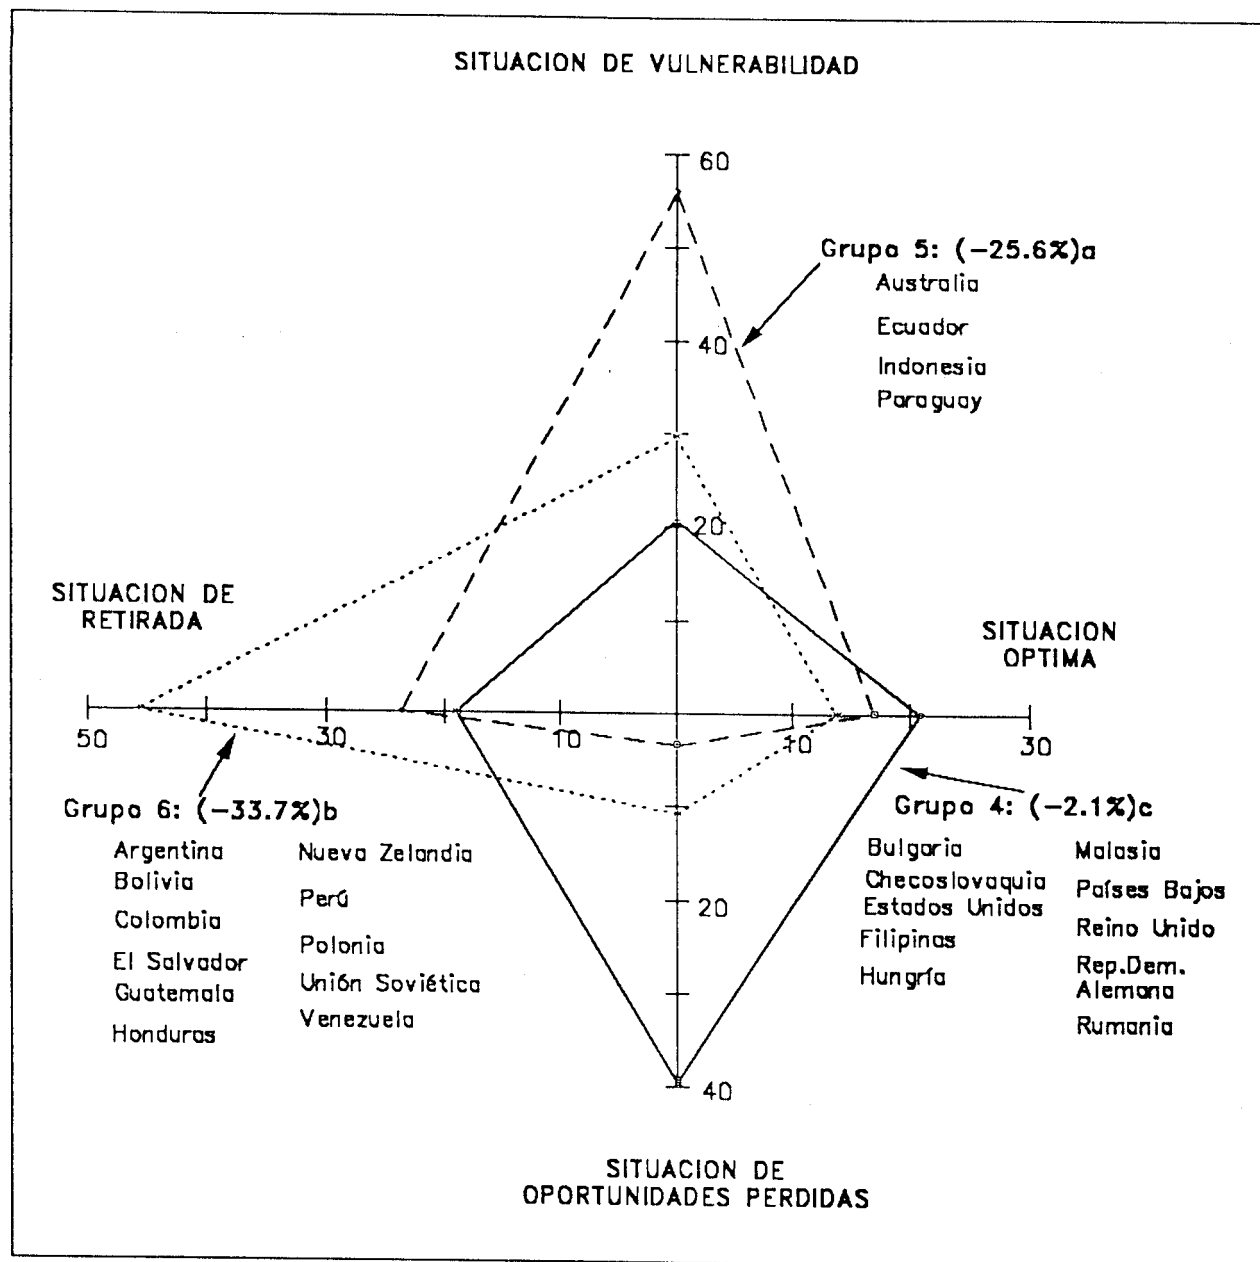 SITUACION DE VULNERABILIDAD
60
Grupo 5: (-25.6%)a
Australia
Ecuador
Indonesia
Paraguay
40
20
SITUACION DE
RETIRADA
SITUACION
OPTIMA
50
30
10
10
30
Grupo 6: (-33.7%)b
Argentina
Bolivia
Colombia
El Salvador
Guatemala
Honduras
Nueva Zelandia
Perú
Polonia
Unión Soviética
Venezuela
Grupo 4: (-2.1%)c
Bulgaria
Checoslovaquia
Estados Unidos
Filipinas
Hungría
Malasia
Países Bajos
Reino Unido
Rep.Dem.
Alemana
Rumania
20
40
SITUACION DE
OPORTUNIDADES PERDIDAS